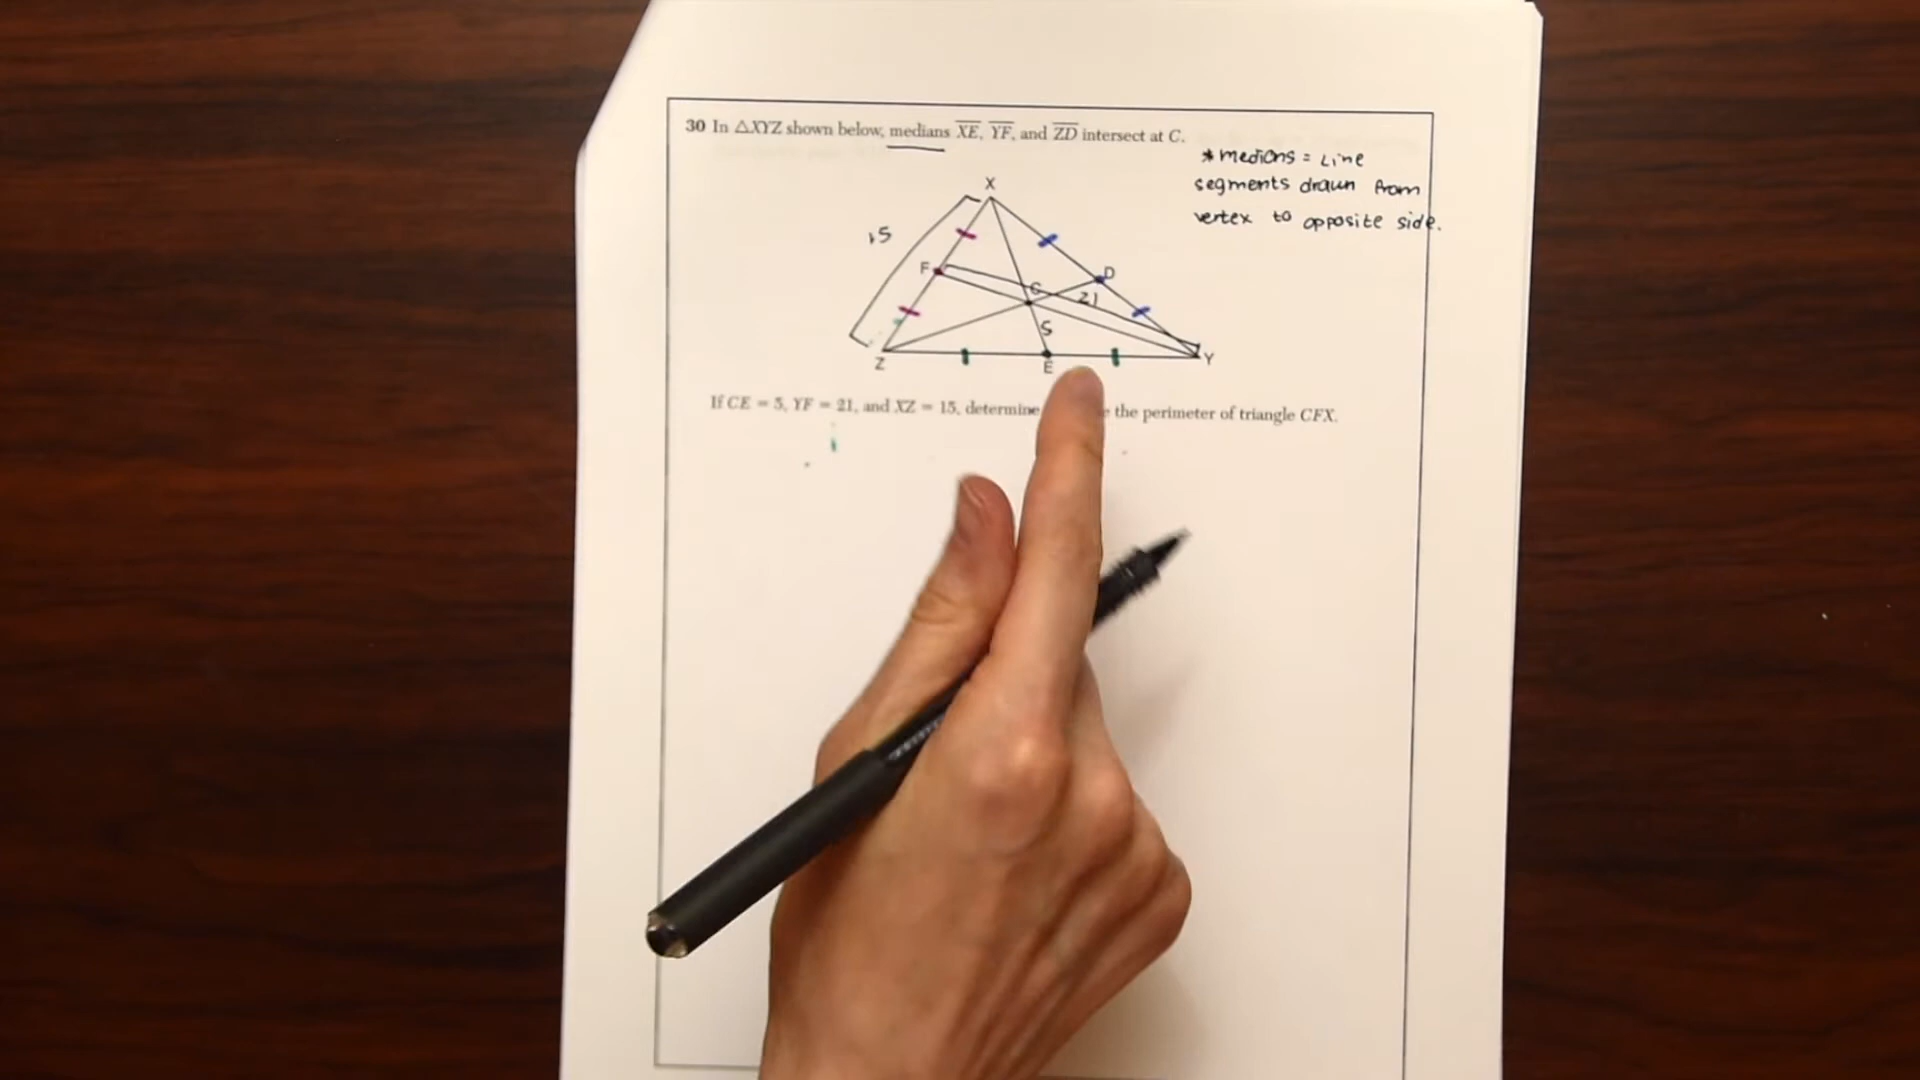 30 In △XYZ shown below, medians XE, YF, and ZD intersect at C.
* medians = Line
segments drawn from
vertex to opposite side.
X
15
F
D
C
21
5
Z
E
Y
If CE = 5, YF = 21, and XZ = 15, determine the perimeter of triangle CFX.